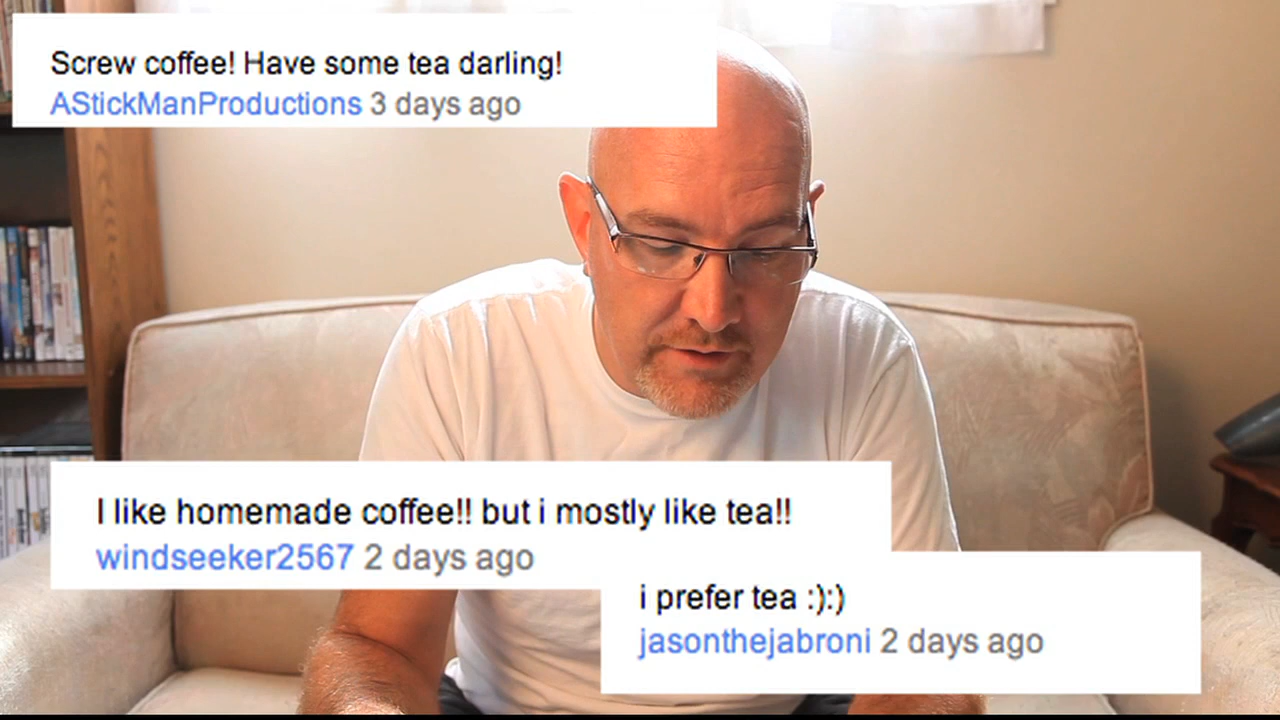 Screw coffee! Have some tea darling!
AStickManProductions 3 days ago
I like homemade coffee!! but i mostly like tea!!
windseeker2567 2 days ago
i prefer tea :):)
jasonthejabroni 2 days ago